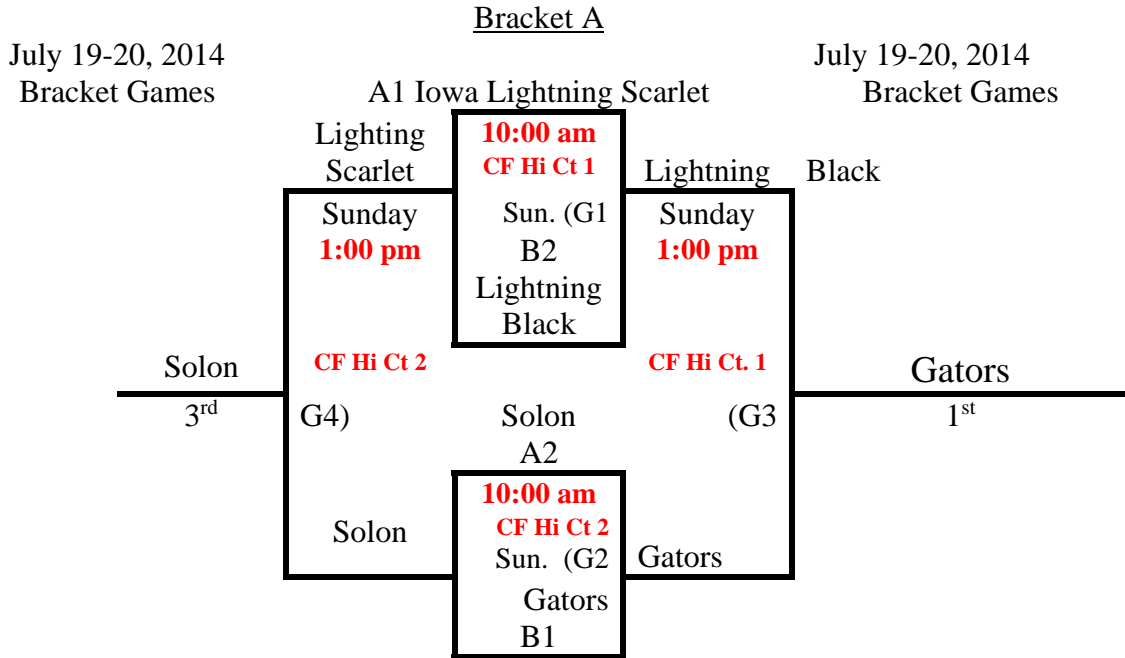 Bracket A
July 19-20, 2014
Bracket Games
July 19-20, 2014
Bracket Games
A1 Iowa Lightning Scarlet
Lighting
Scarlet
10:00 am
CF Hi Ct 1
Lightning Black
Sunday
1:00 pm
Sun. (G1
B2
Sunday
1:00 pm
Lightning
Black
Solon
CF Hi Ct 2
CF Hi Ct. 1
Gators
3rd
G4)
Solon
A2
(G3
1st
10:00 am
CF Hi Ct 2
Solon
Sun. (G2
Gators
Gators
B1